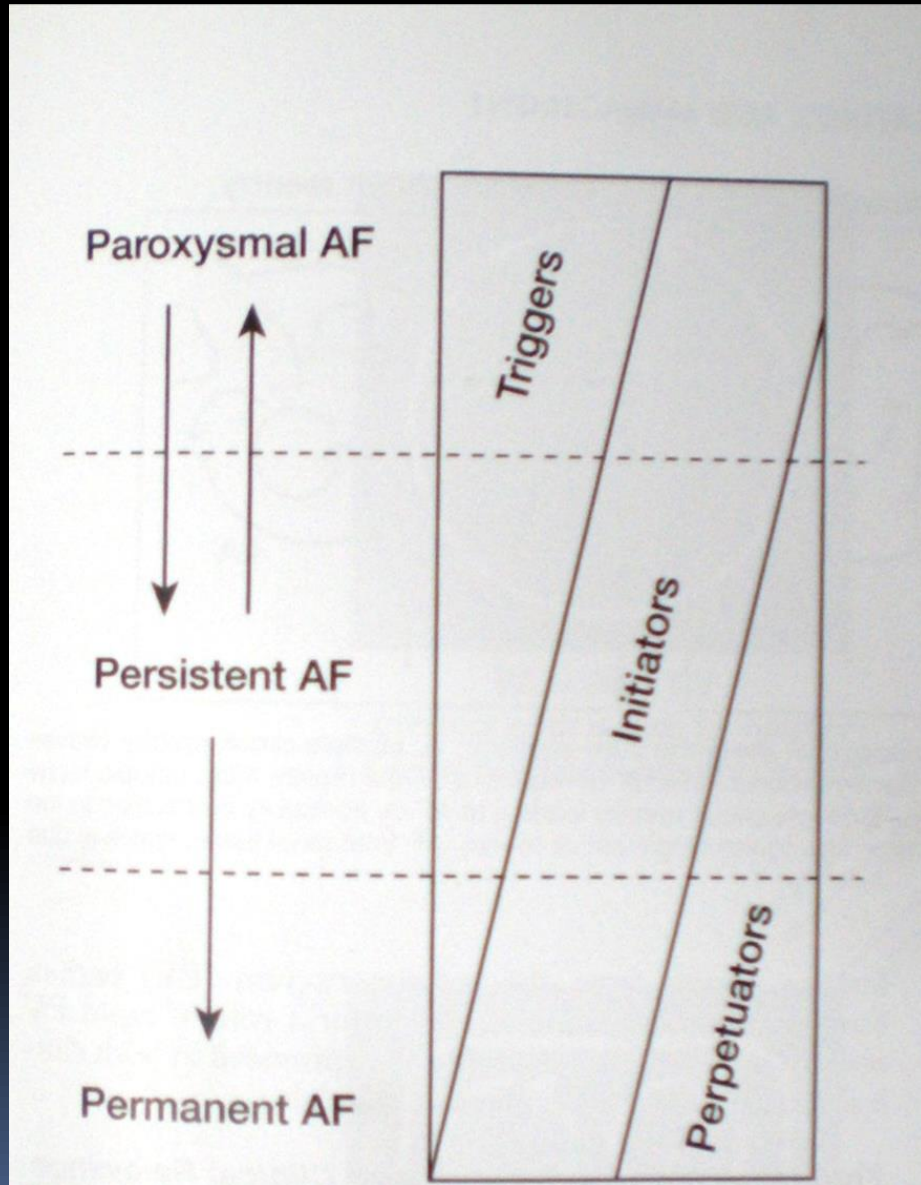 Paroxysmal AF
Triggers
Persistent AF
Initiators
Permanent AF
Perpetuators